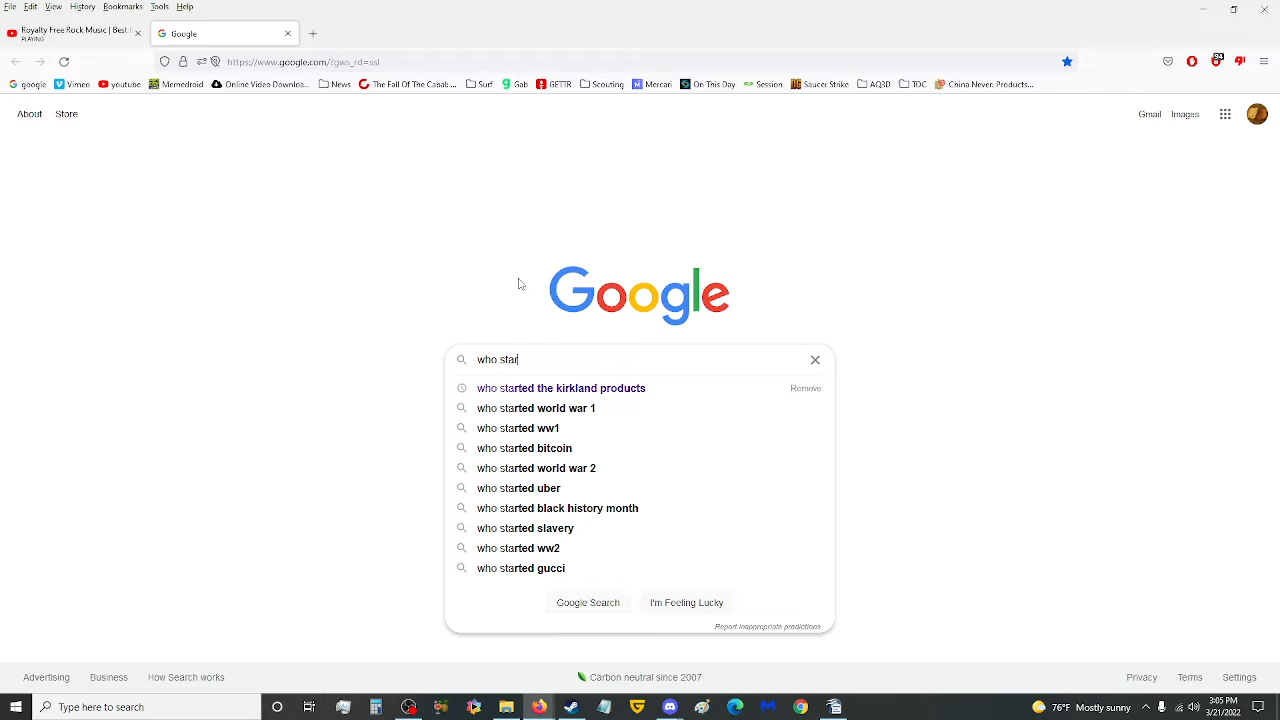 File Edit View History Bookmarks Tools Help
Royalty Free Rock Music | Best
PLAYING
Google
https://www.google.com/?gws_rd=ssl
google Vimeo youtube Memedroid Online Video Downloa... News The Fall Of The Cabal: ... Surf Gab GETTR Scouting Mercari On This Day Session Saucer Strike AQ3D TDC China Never: Produc...
About Store Gmail Images
Google
who star
who started the kirkland products Remove
who started world war 1
who started ww1
who started bitcoin
who started world war 2
who started uber
who started black history month
who started slavery
who started ww2
who started gucci
Google Search I'm Feeling Lucky
Report inappropriate predictions
Advertising Business How Search works Carbon neutral since 2007 Privacy Terms Settings
Type here to search 76°F Mostly sunny 3:05 PM
3/21/2022